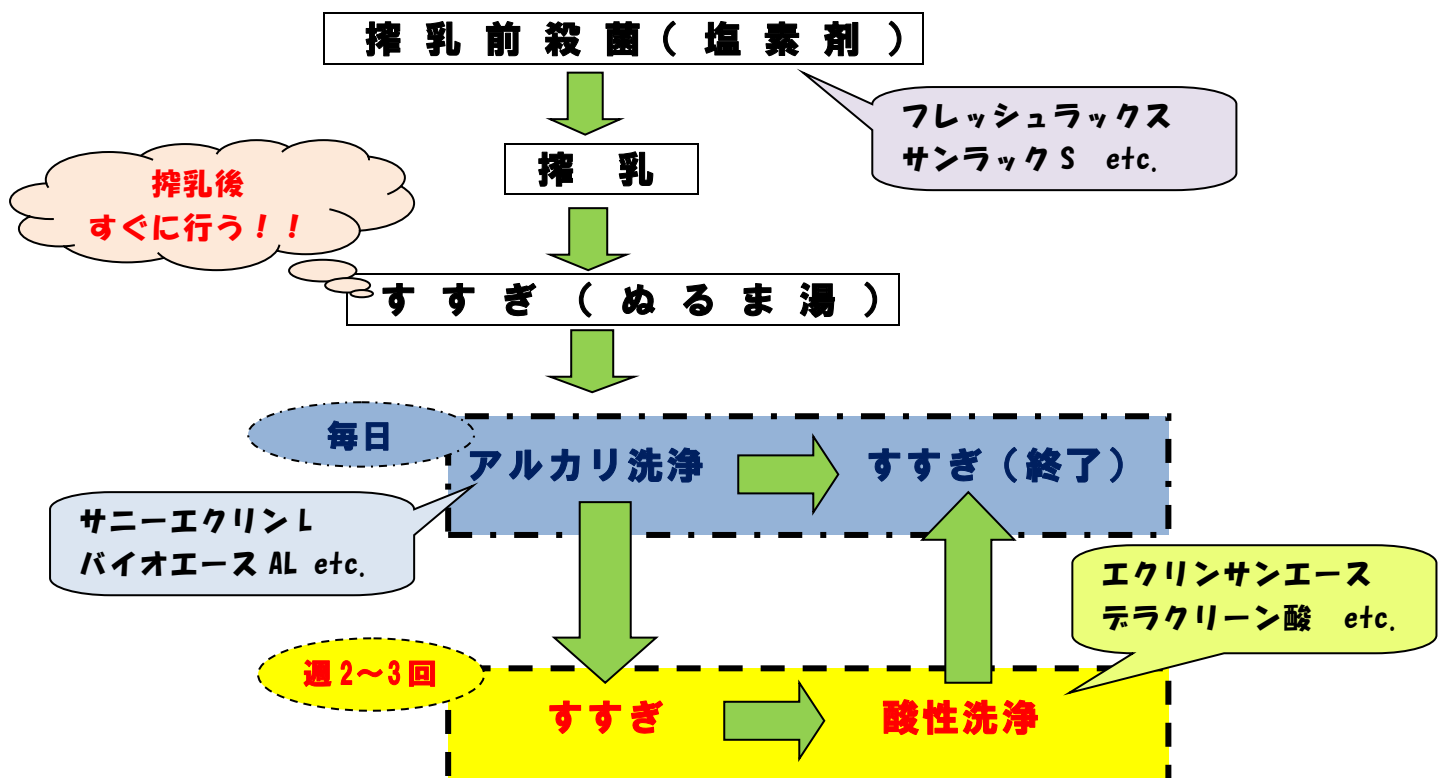 搾乳前殺菌(塩素剤)
フレッシュラックス
サンラックS etc.
搾乳
搾乳後
すぐに行う！！
すすぎ(ぬるま湯)
毎日
アルカリ洗浄
すすぎ(終了)
サニーエクリンL
バイオエースAL etc.
エクリンサンエース
デラクリーン酸 etc.
週2～3回
すすぎ
酸性洗浄